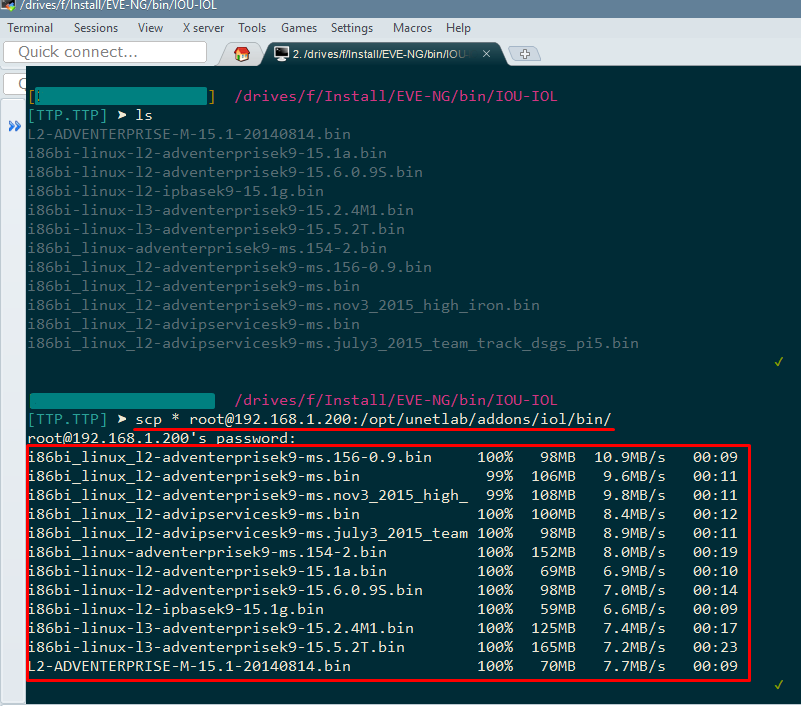 /drives/f/Install/EVE-NG/bin/IOU-IOL
Terminal Sessions View X server Tools Games Settings Macros Help
Quick connect...
2. /drives/f/Install/EVE-NG/bin/IOU-
[ ] /drives/f/Install/EVE-NG/bin/IOU-IOL
[TTP.TTP] ➤ ls
L2-ADVENTERPRISE-M-15.1-20140814.bin
i86bi-linux-l2-adventerprisek9-15.1a.bin
i86bi-linux-l2-adventerprisek9-15.6.0.9S.bin
i86bi-linux-l2-ipbasek9-15.1g.bin
i86bi-linux-l3-adventerprisek9-15.2.4M1.bin
i86bi-linux-l3-adventerprisek9-15.5.2T.bin
i86bi_linux-adventerprisek9-ms.154-2.bin
i86bi_linux_l2-adventerprisek9-ms.156-0.9.bin
i86bi_linux_l2-adventerprisek9-ms.bin
i86bi_linux_l2-adventerprisek9-ms.nov3_2015_high_iron.bin
i86bi_linux_l2-advipservicesk9-ms.bin
i86bi_linux_l2-advipservicesk9-ms.july3_2015_team_track_dsgs_pi5.bin
✓
/drives/f/Install/EVE-NG/bin/IOU-IOL
[TTP.TTP] ➤ scp * root@192.168.1.200:/opt/unetlab/addons/iol/bin/
root@192.168.1.200's password:
i86bi_linux_l2-adventerprisek9-ms.156-0.9.bin 100% 98MB 10.9MB/s 00:09
i86bi_linux_l2-adventerprisek9-ms.bin 99% 106MB 9.6MB/s 00:11
i86bi_linux_l2-adventerprisek9-ms.nov3_2015_high_ 99% 108MB 9.8MB/s 00:11
i86bi_linux_l2-advipservicesk9-ms.bin 100% 100MB 8.4MB/s 00:12
i86bi_linux_l2-advipservicesk9-ms.july3_2015_team 100% 98MB 8.9MB/s 00:11
i86bi_linux-adventerprisek9-ms.154-2.bin 100% 152MB 8.0MB/s 00:19
i86bi-linux-l2-adventerprisek9-15.1a.bin 100% 69MB 6.9MB/s 00:10
i86bi-linux-l2-adventerprisek9-15.6.0.9S.bin 100% 98MB 7.0MB/s 00:14
i86bi-linux-l2-ipbasek9-15.1g.bin 100% 59MB 6.6MB/s 00:09
i86bi-linux-l3-adventerprisek9-15.2.4M1.bin 100% 125MB 7.4MB/s 00:17
i86bi-linux-l3-adventerprisek9-15.5.2T.bin 100% 165MB 7.2MB/s 00:23
L2-ADVENTERPRISE-M-15.1-20140814.bin 100% 70MB 7.7MB/s 00:09
✓